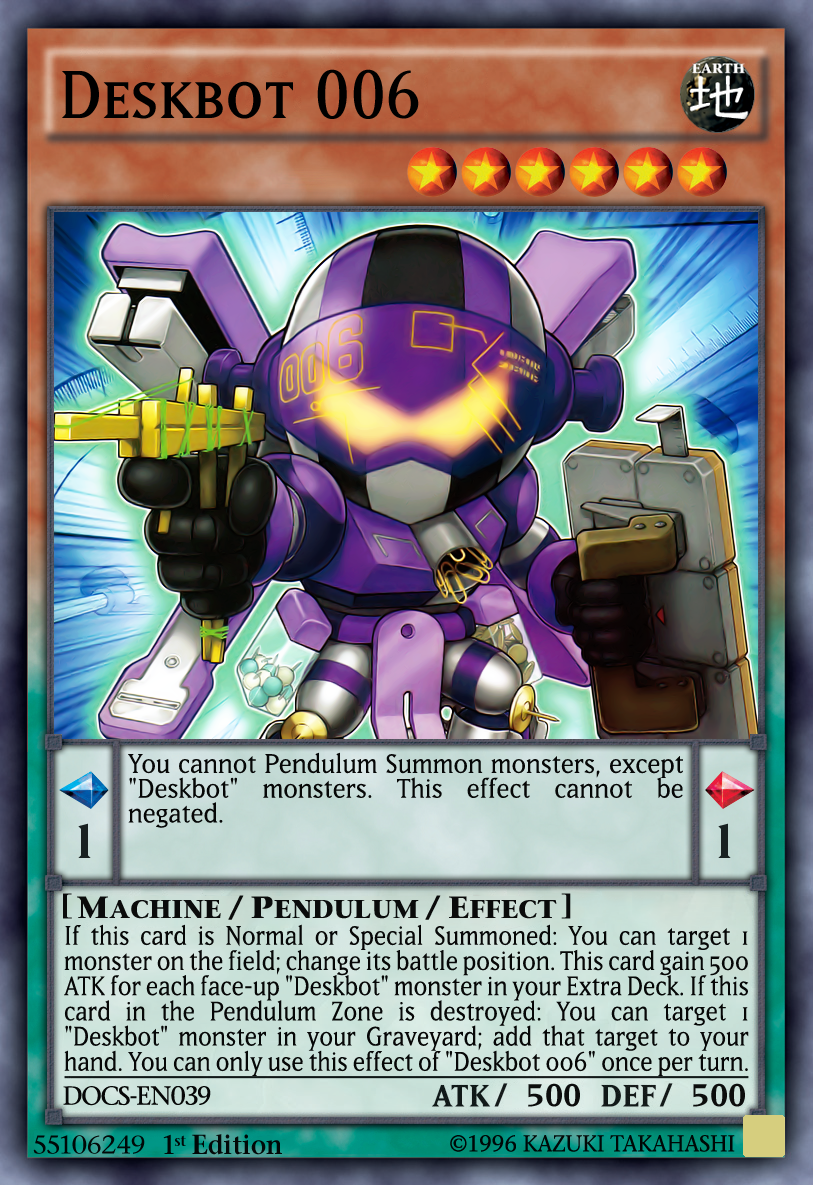 DESKBOT 006
EARTH
地
006
You cannot Pendulum Summon monsters, except
"Deskbot" monsters. This effect cannot be
negated.
1
1
[ MACHINE / PENDULUM / EFFECT ]
If this card is Normal or Special Summoned: You can target 1
monster on the field; change its battle position. This card gain 500
ATK for each face-up "Deskbot" monster in your Extra Deck. If this
card in the Pendulum Zone is destroyed: You can target 1
"Deskbot" monster in your Graveyard; add that target to your
hand. You can only use this effect of "Deskbot 006" once per turn.
DOCS-EN039 ATK/ 500 DEF/ 500
55106249 1st Edition ©1996 KAZUKI TAKAHASHI